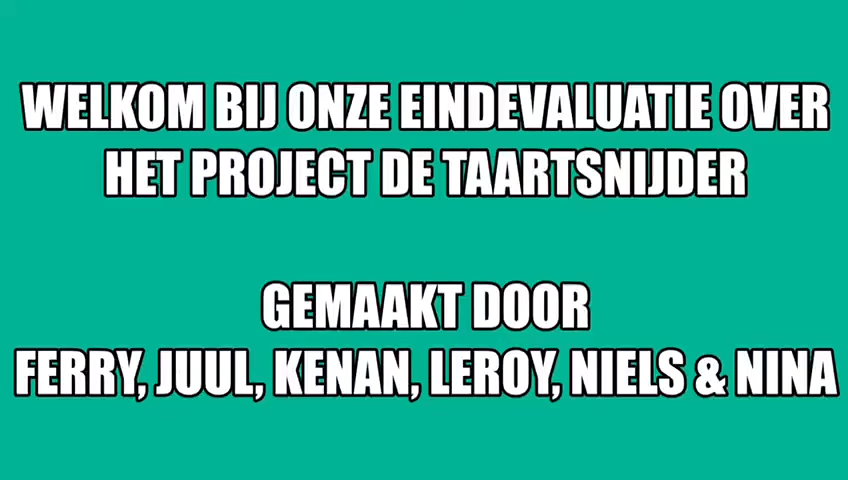 WELKOM BIJ ONZE EINDEVALUATIE OVER
HET PROJECT DE TAARTSNIJDER
GEMAAKT DOOR
FERRY, JUUL, KENAN, LEROY, NIELS & NINA